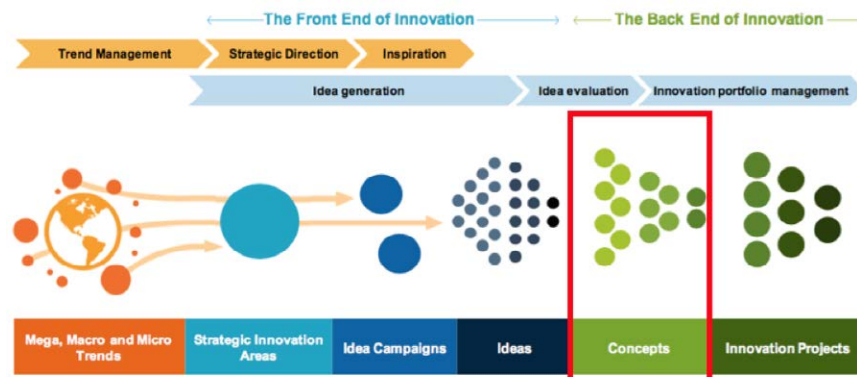 The Front End of Innovation
The Back End of Innovation
Trend Management
Strategic Direction
Inspiration
Idea generation
Idea evaluation
Innovation portfolio management
Mega, Macro and Micro
Trends
Strategic Innovation
Areas
Idea Campaigns
Ideas
Concepts
Innovation Projects